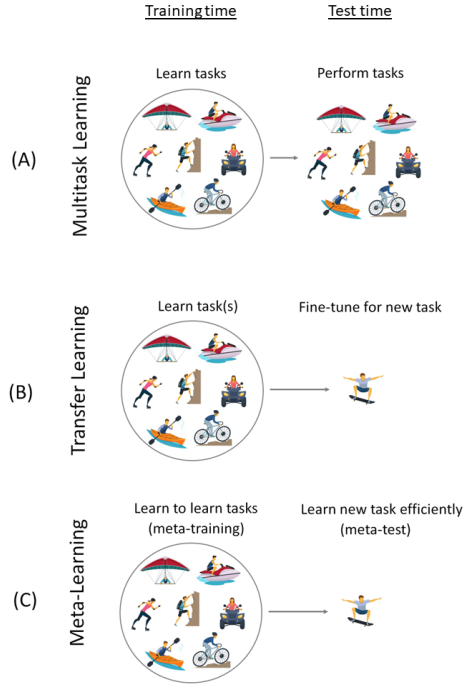 Training time
Test time
(A)
Multitask Learning
Learn tasks
Perform tasks
(B)
Transfer Learning
Learn task(s)
Fine-tune for new task
(C)
Meta-Learning
Learn to learn tasks
(meta-training)
Learn new task efficiently
(meta-test)